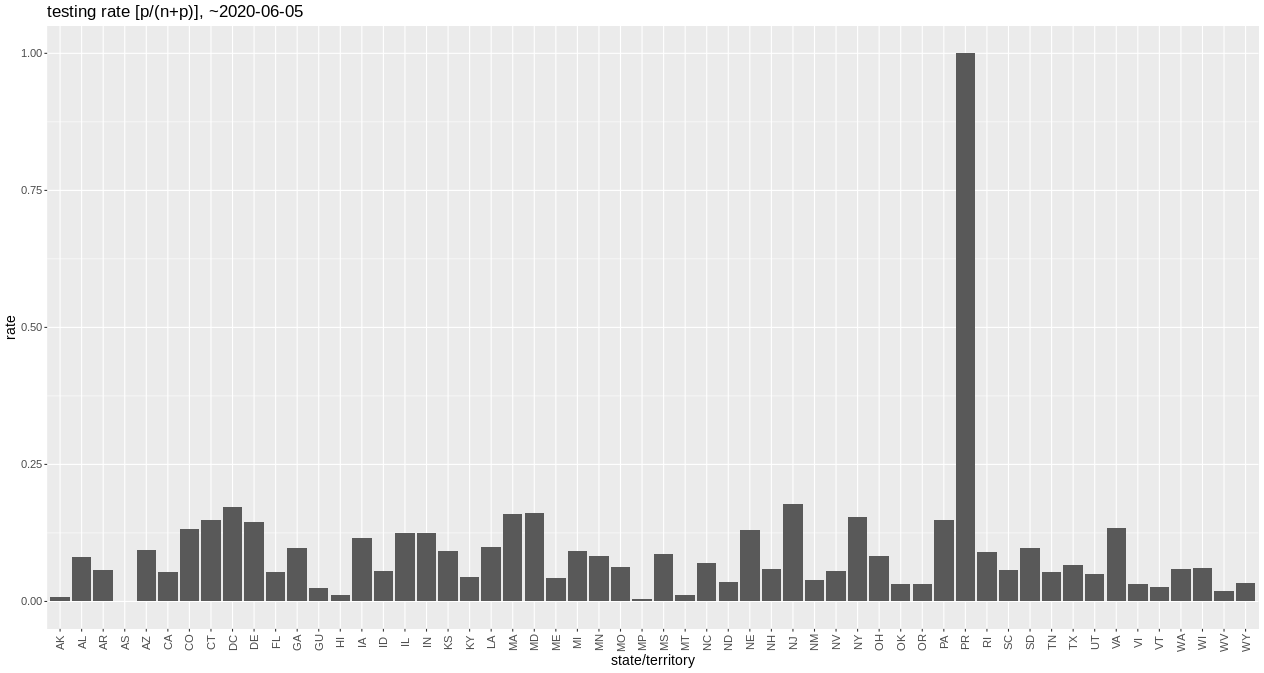 testing rate [p/(n+p)], ~2020-06-05
rate
1.00
0.75
0.50
0.25
0.00
AK AL AR AS AZ CA CO CT DC DE FL GA GU HI IA ID IL IN KS KY LA MA MD ME MI MN MO MP MS MT NC ND NE NH NJ NM NV NY OH OK OR PA PR RI SC SD TN TX UT VA VI VT WA WI WV WY
state/territory